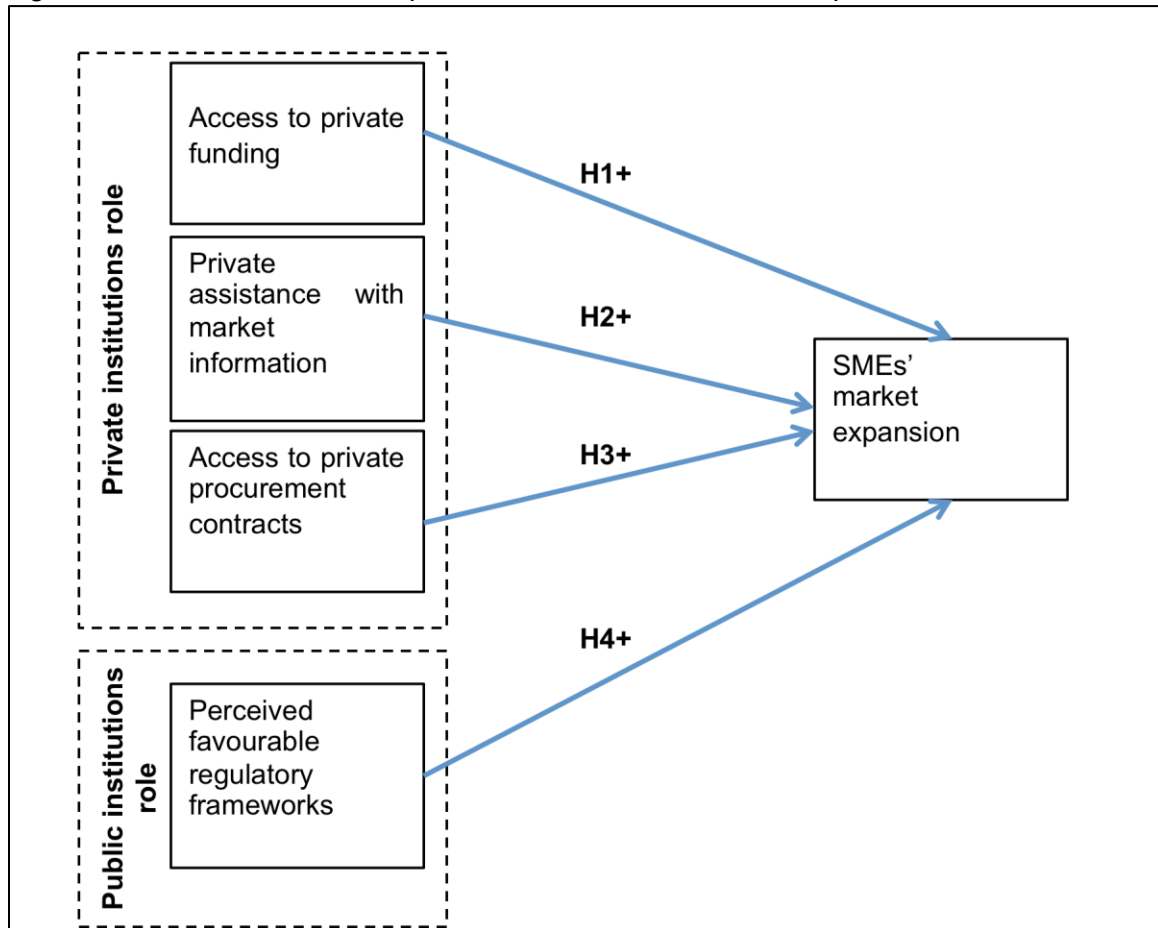 Private institutions role
Access to private
funding
Private
assistance with
market
information
Access to private
procurement
contracts
H1+
H2+
H3+
H4+
SMEs’
market
expansion
Public institutions
role
Perceived
favourable
regulatory
frameworks